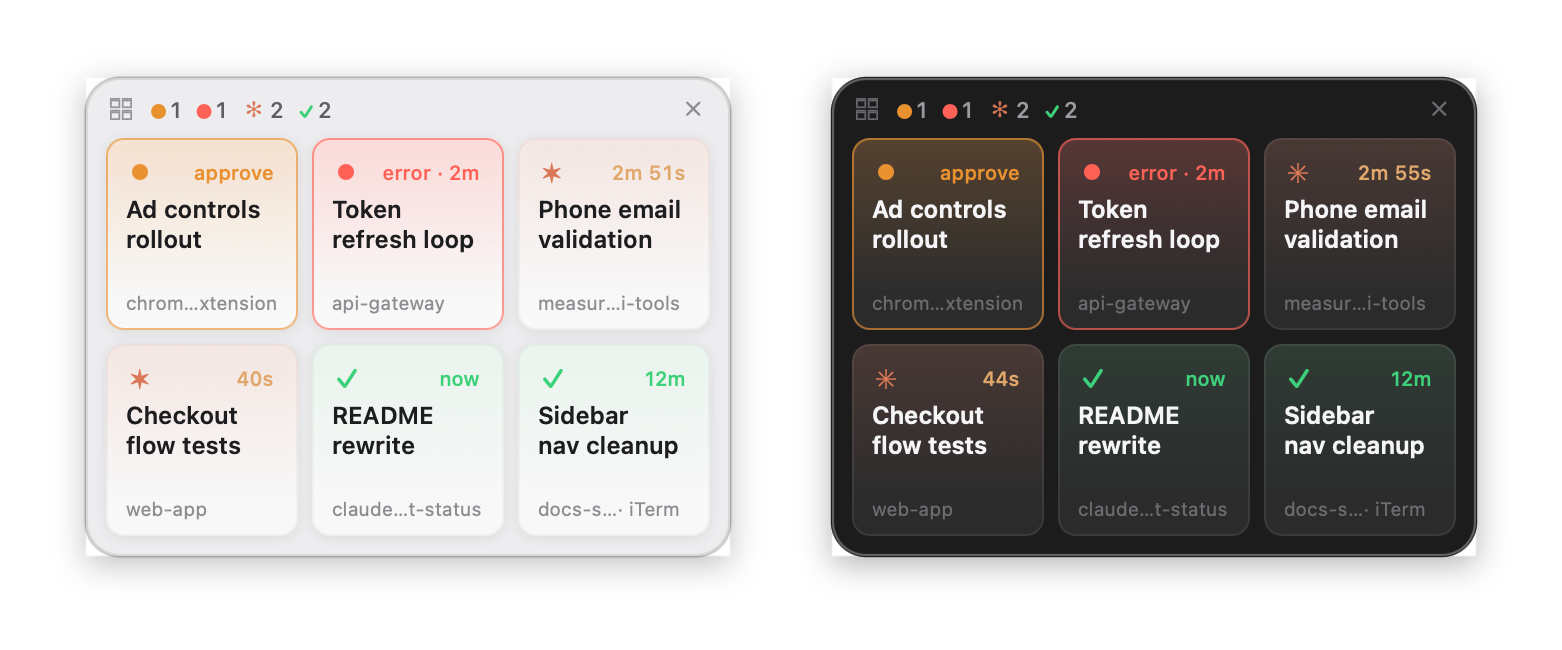 1 1 2 2
approve
Ad controls
rollout
chrom...xtension
error · 2m
Token
refresh loop
api-gateway
2m 51s
Phone email
validation
measur...i-tools
40s
Checkout
flow tests
web-app
now
README
rewrite
claude...t-status
12m
Sidebar
nav cleanup
docs-s...· iTerm
1 1 2 2
approve
Ad controls
rollout
chrom...xtension
error · 2m
Token
refresh loop
api-gateway
2m 55s
Phone email
validation
measur...i-tools
44s
Checkout
flow tests
web-app
now
README
rewrite
claude...t-status
12m
Sidebar
nav cleanup
docs-s...· iTerm